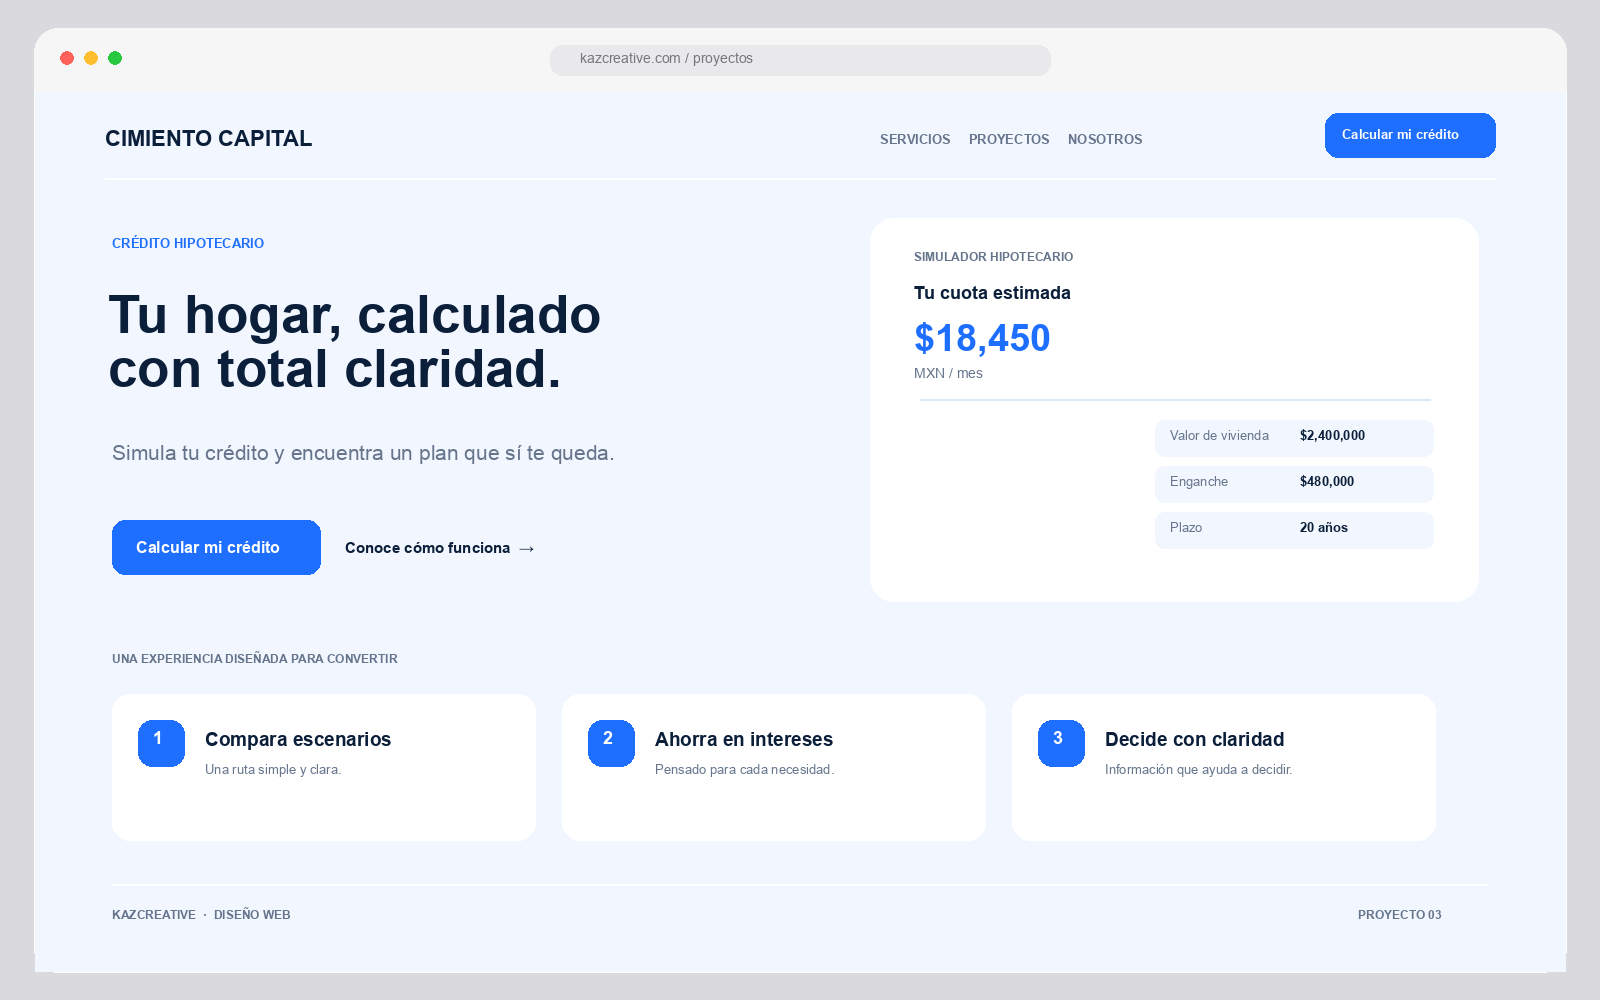 kazcreative.com / proyectos
CIMIENTO CAPITAL
SERVICIOS PROYECTOS NOSOTROS
Calcular mi crédito
CRÉDITO HIPOTECARIO
Tu hogar, calculado
con total claridad.
Simula tu crédito y encuentra un plan que sí te queda.
Calcular mi crédito
Conoce cómo funciona →
SIMULADOR HIPOTECARIO
Tu cuota estimada
$18,450
MXN / mes
Valor de vivienda $2,400,000
Enganche $480,000
Plazo 20 años
UNA EXPERIENCIA DISEÑADA PARA CONVERTIR
1 Compara escenarios
Una ruta simple y clara.
2 Ahorra en intereses
Pensado para cada necesidad.
3 Decide con claridad
Información que ayuda a decidir.
KAZCREATIVE · DISEÑO WEB
PROYECTO 03